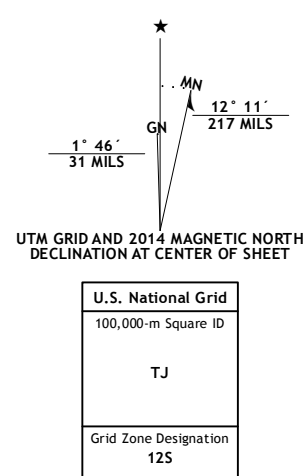 ★
MN
GN
12° 11´
217 MILS
1° 46´
31 MILS
UTM GRID AND 2014 MAGNETIC NORTH
DECLINATION AT CENTER OF SHEET
U.S. National Grid
100,000-m Square ID
TJ
Grid Zone Designation
12S